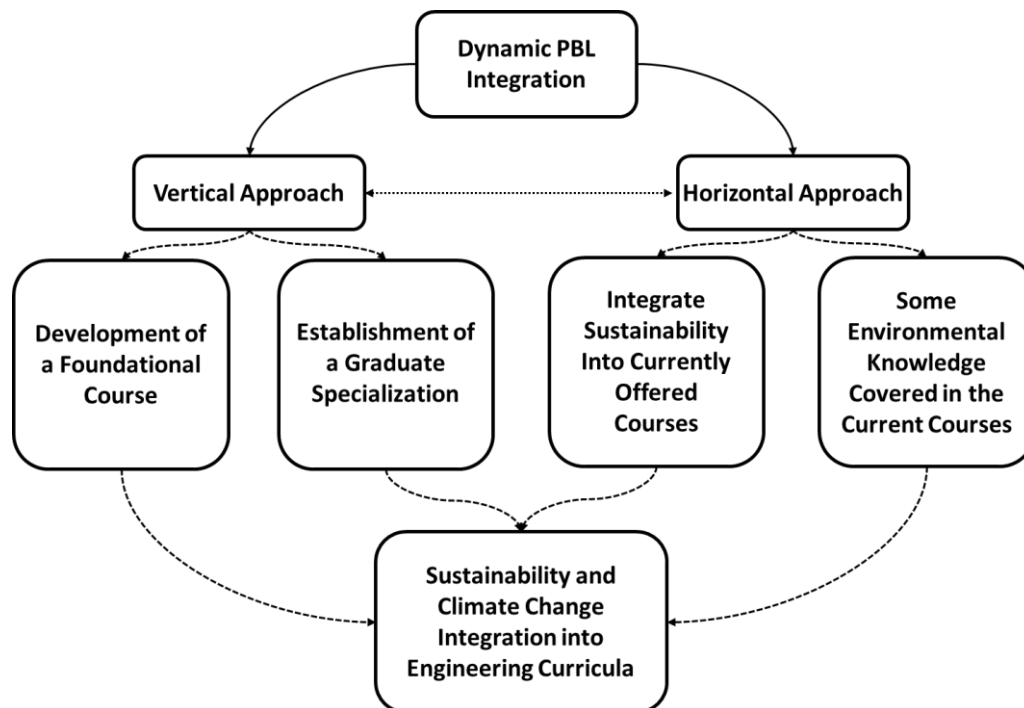 Dynamic PBL
Integration
Vertical Approach
Horizontal Approach
Development of
a Foundational
Course
Establishment of
a Graduate
Specialization
Integrate
Sustainability
Into Currently
Offered
Courses
Some
Environmental
Knowledge
Covered in the
Current Courses
Sustainability and
Climate Change
Integration into
Engineering Curricula